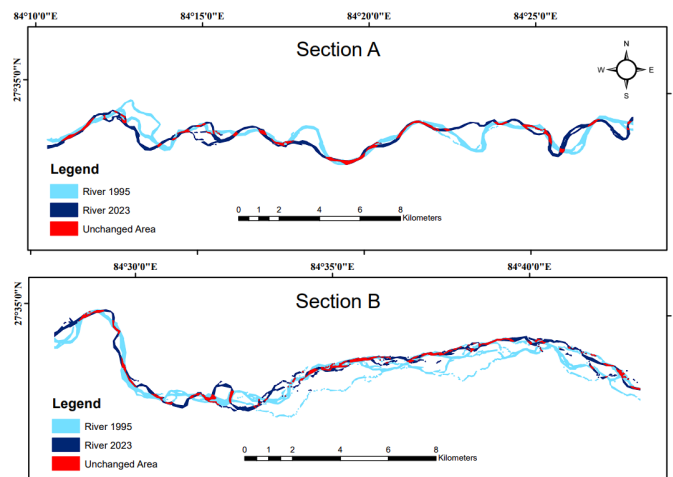 84°10'0"E 84°15'0"E 84°20'0"E 84°25'0"E
Section A
N
W E
S
27°35'0"N
Legend
River 1995
River 2023
Unchanged Area
0 1 2 4 6 8
Kilometers
84°30'0"E 84°35'0"E 84°40'0"E
Section B
27°35'0"N
Legend
River 1995
River 2023
Unchanged Area
0 1 2 4 6 8
Kilometers